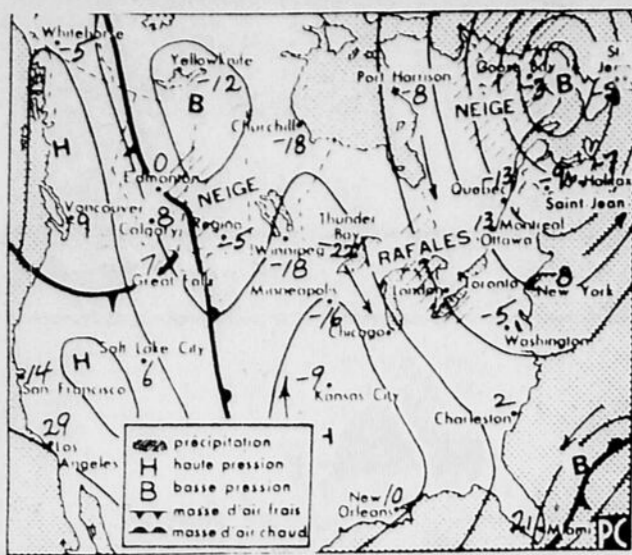 Whitehorse
-5
Yellowknife
-12
B
Port Harrison
-8
Goose Bay
-3
B
St
H
Churchill
-18
NEIGE
0
Edmonton
NEIGE
Quebec
-13
Halifax
Saint Jean
Vancouver
9
8
Calgary
Regina
-5
Winnipeg
-18
Thunder
Bay
-22
RAFALES
13
Montreal
Ottawa
7
Great Falls
Minneapolis
-16
London
Toronto
-8
New York
Chicago
-5
Washington
H
Salt Lake City
6
14
San Francisco
-9
Kansas City
2
Charleston
29
Los
Angeles
précipitation
H haute pression
B basse pression
masse d'air frais
masse d'air chaud
New
Orleans
10
B
21
Miami
PC